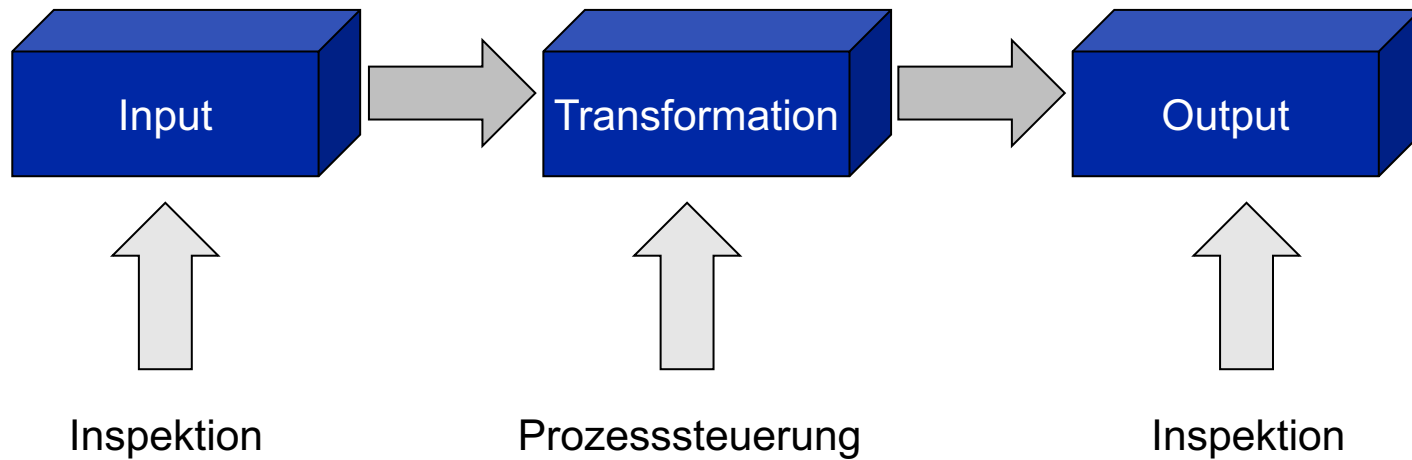 Input
Transformation
Output
Inspektion
Prozesssteuerung
Inspektion